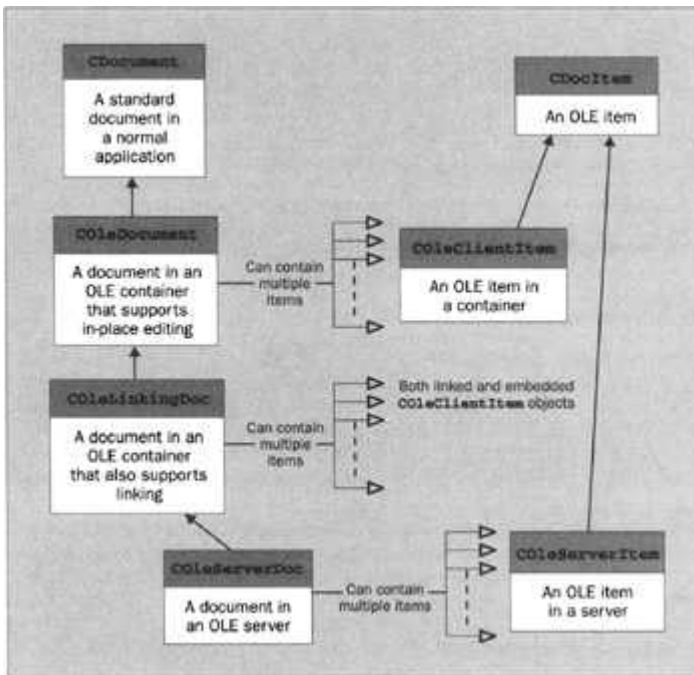 CDocument
A standard
document in
a normal
application
CDocItem
An OLE item
COleDocument
A document in an
OLE container
that supports
in-place editing
Can contain
multiple
items
COleClientItem
An OLE item in
a container
COleLinkingDoc
A document in an
OLE container
that also supports
linking
Can contain
multiple
items
Both linked and embedded
COleClientItem objects
COleServerDoc
A document in
an OLE server
Can contain
multiple items
COleServerItem
An OLE item
in a server